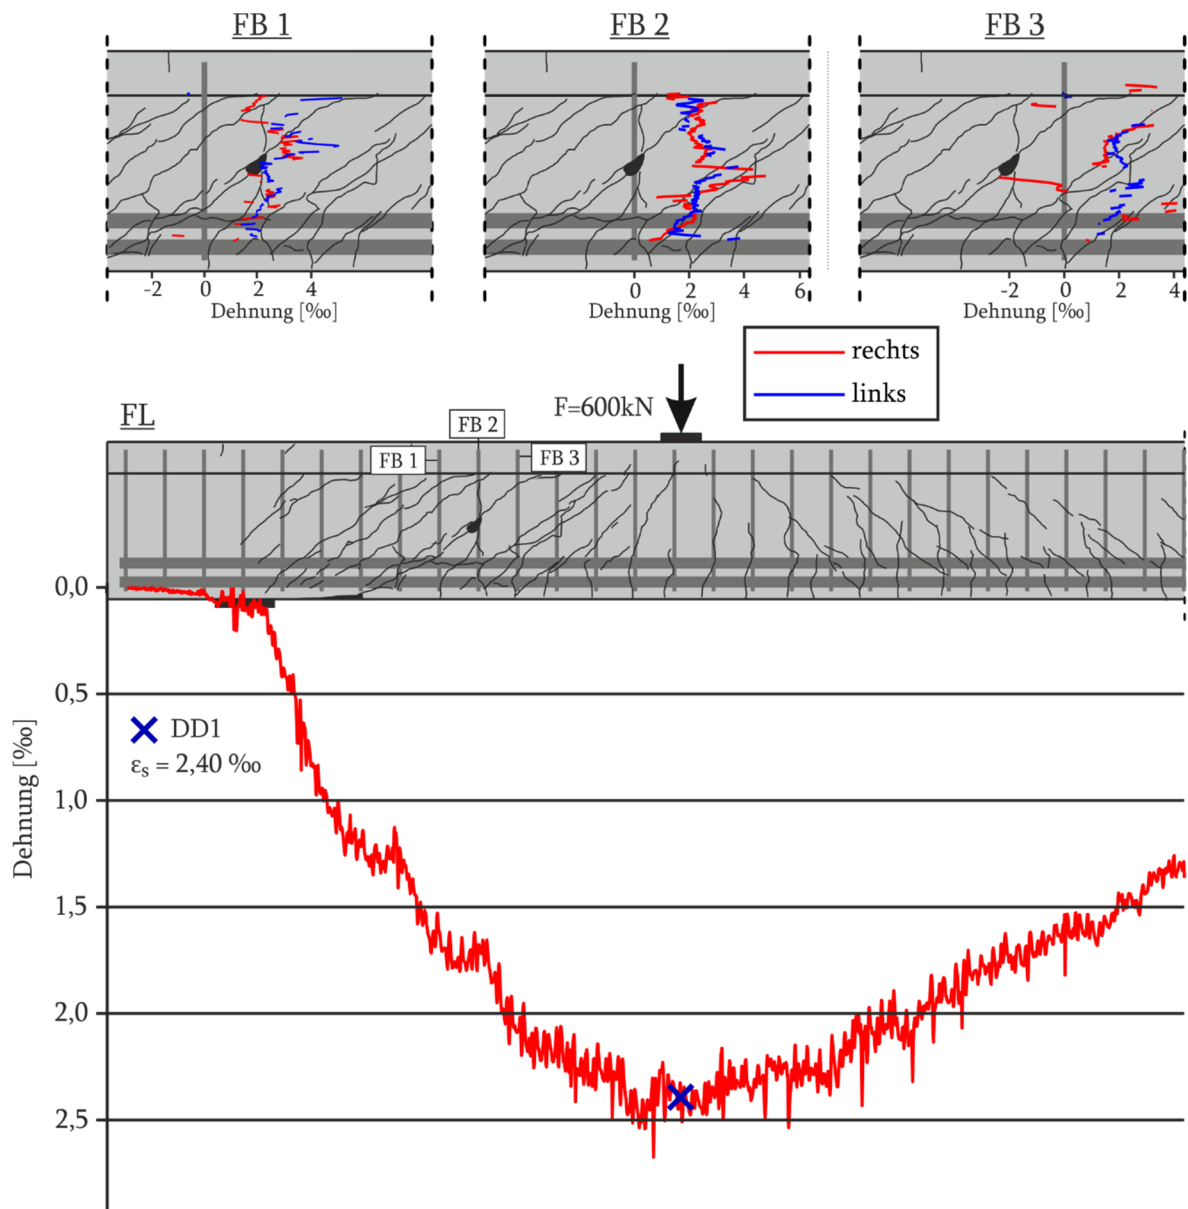 FB 1
FB 2
FB 3
-2 0 2 4
Dehnung [‰]
0 2 4 6
Dehnung [‰]
-2 0 2 4
Dehnung [‰]
rechts
links
F=600kN
FL
FB 2
FB 1
FB 3
0,0
0,5
DD1
εs = 2,40 ‰
1,0
1,5
2,0
2,5
Dehnung [‰]